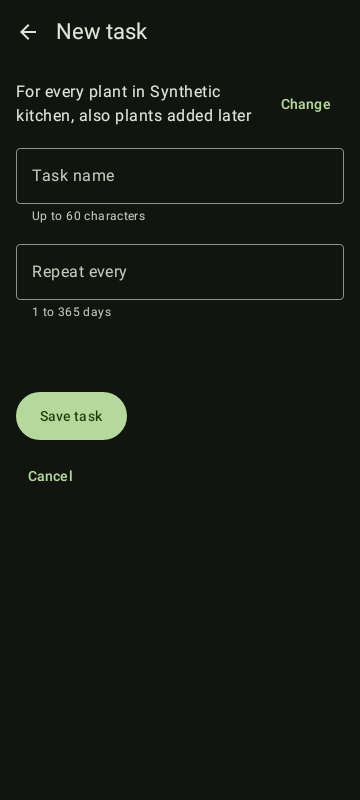 New task
For every plant in Synthetic
kitchen, also plants added later
Change
Task name
Up to 60 characters
Repeat every
1 to 365 days
Save task
Cancel